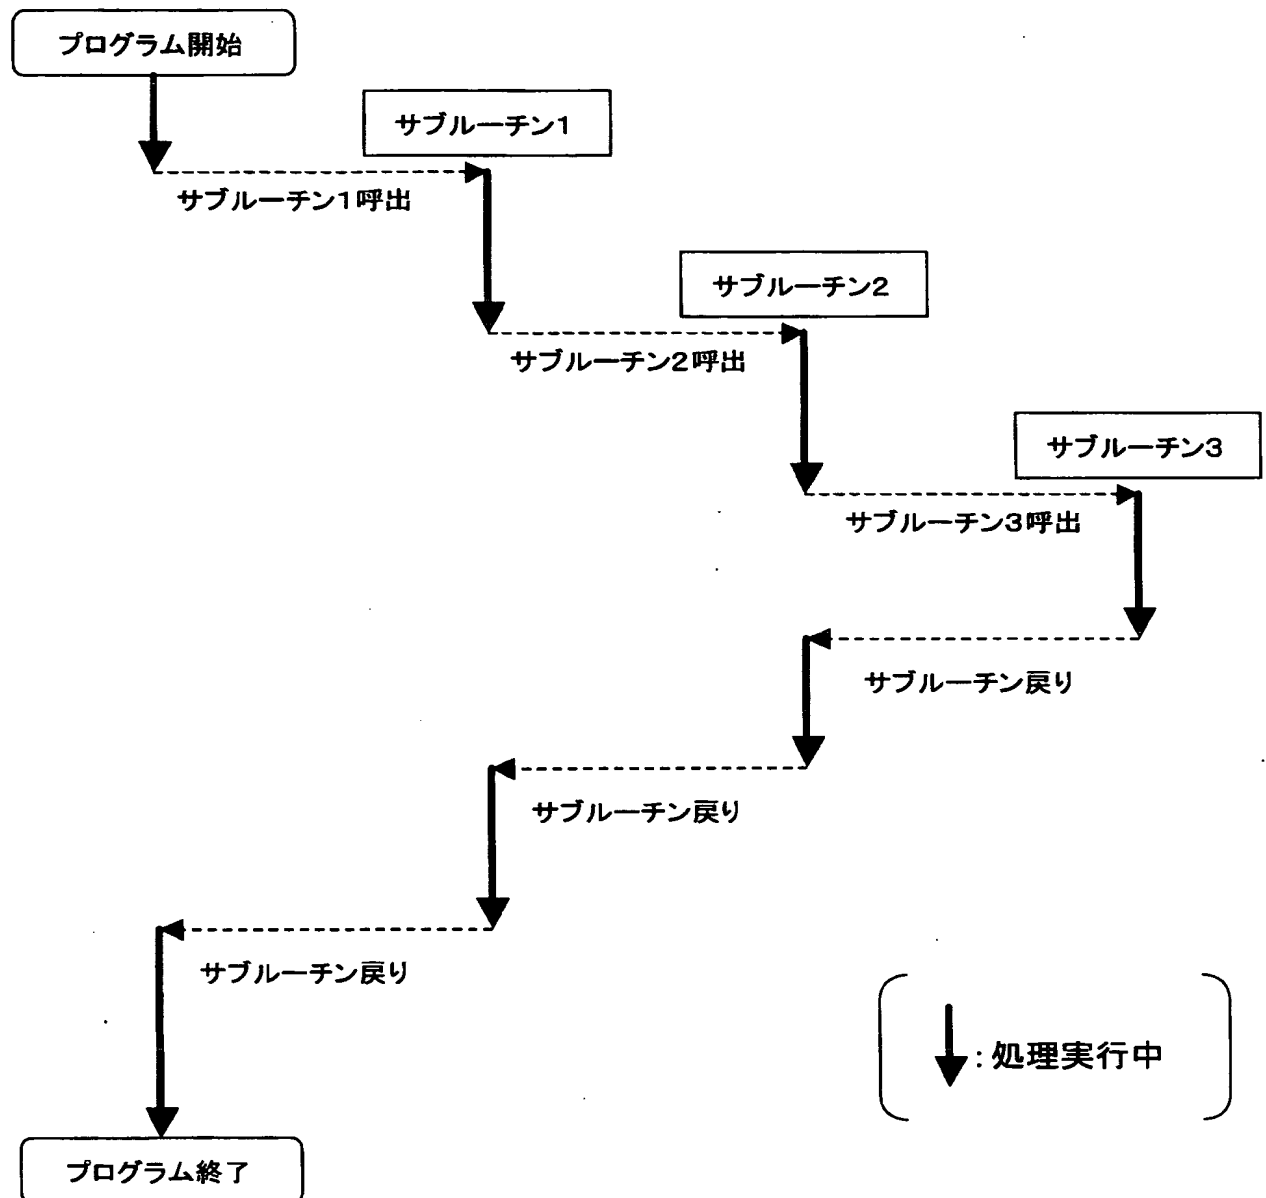 プログラム開始
サブルーチン1
サブルーチン1呼出
サブルーチン2
サブルーチン2呼出
サブルーチン3
サブルーチン3呼出
サブルーチン戻り
サブルーチン戻り
サブルーチン戻り
:処理実行中
プログラム終了